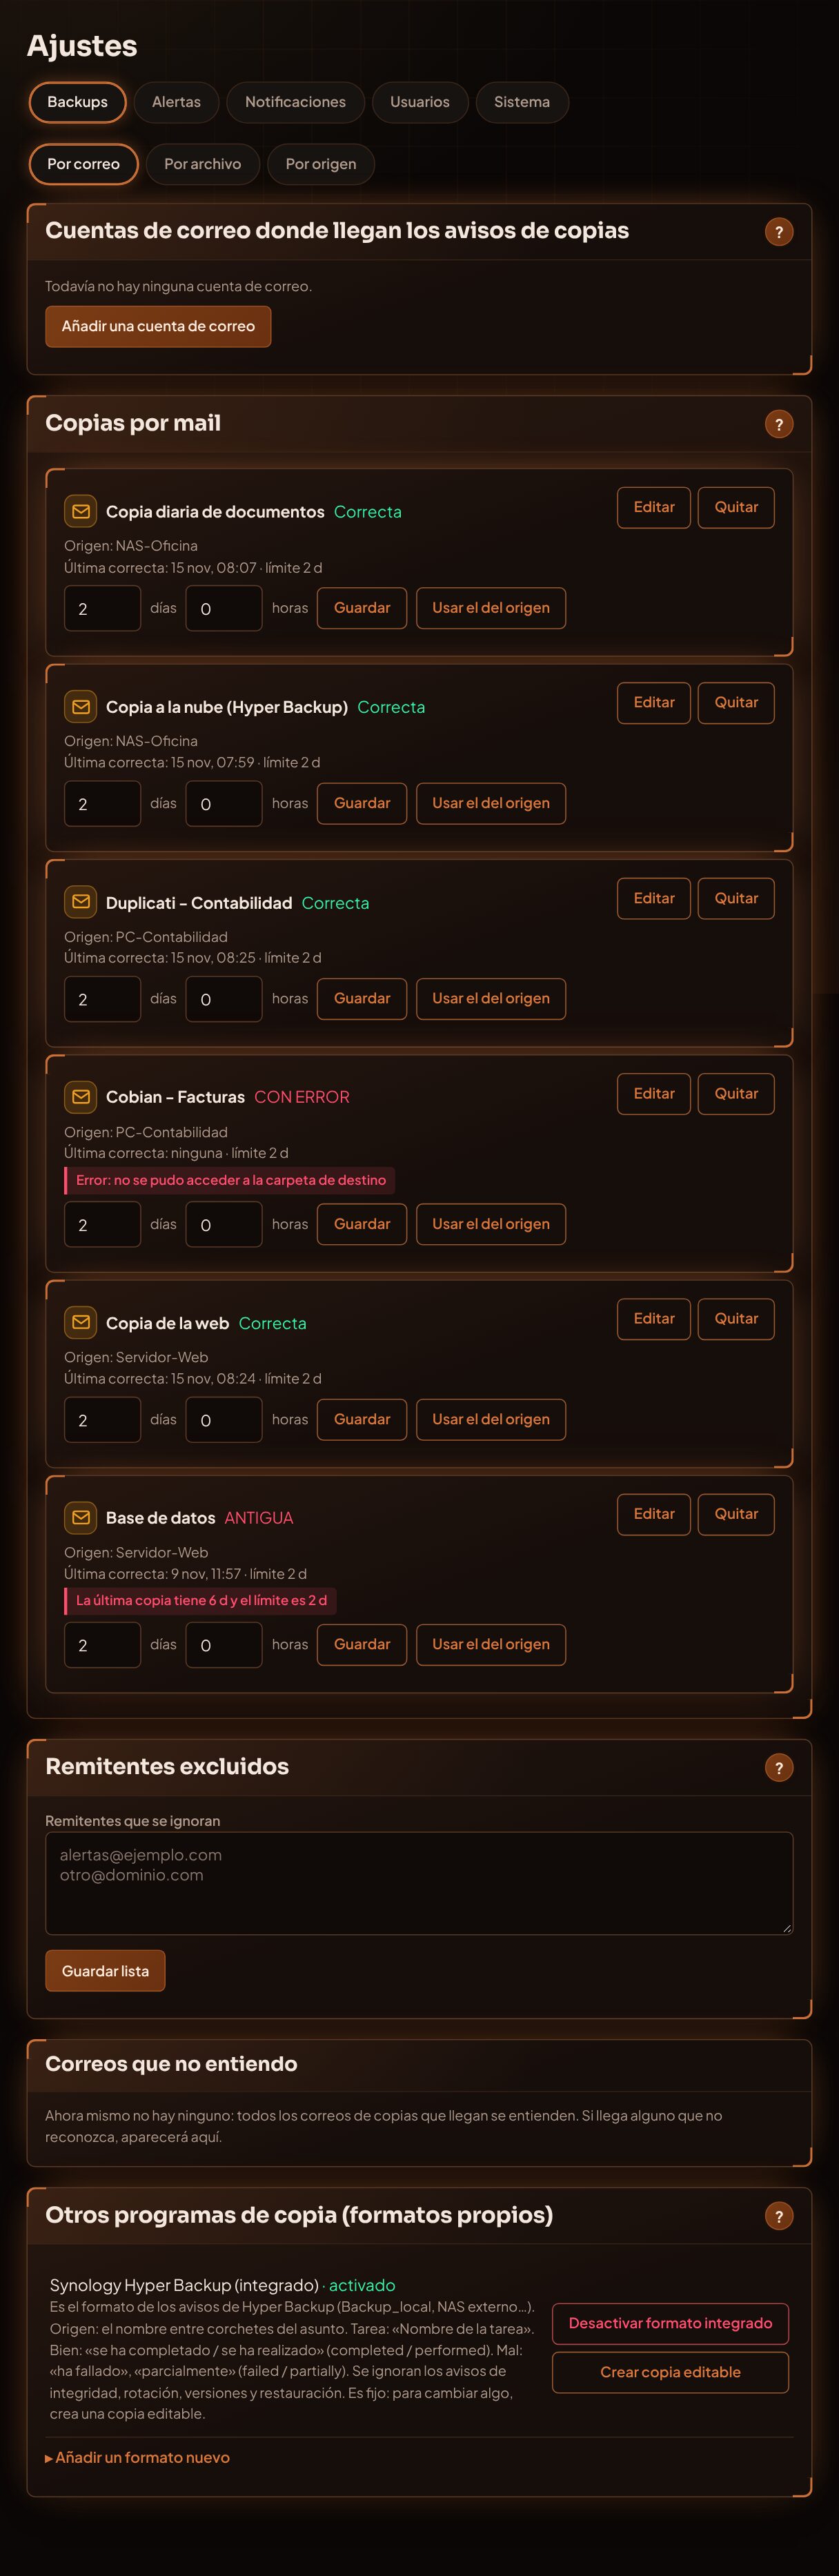 Ajustes
Backups Alertas Notificaciones Usuarios Sistema
Por correo Por archivo Por origen
Cuentas de correo donde llegan los avisos de copias ?
Todavía no hay ninguna cuenta de correo.
Añadir una cuenta de correo
Copias por mail ?
Copia diaria de documentos Correcta Editar Quitar
Origen: NAS-Oficina
Última correcta: 15 nov, 08:07 · límite 2 d
2 días 0 horas Guardar Usar el del origen
Copia a la nube (Hyper Backup) Correcta Editar Quitar
Origen: NAS-Oficina
Última correcta: 15 nov, 07:59 · límite 2 d
2 días 0 horas Guardar Usar el del origen
Duplicati - Contabilidad Correcta Editar Quitar
Origen: PC-Contabilidad
Última correcta: 15 nov, 08:25 · límite 2 d
2 días 0 horas Guardar Usar el del origen
Cobian - Facturas CON ERROR Editar Quitar
Origen: PC-Contabilidad
Última correcta: ninguna · límite 2 d
Error: no se pudo acceder a la carpeta de destino
2 días 0 horas Guardar Usar el del origen
Copia de la web Correcta Editar Quitar
Origen: Servidor-Web
Última correcta: 15 nov, 08:24 · límite 2 d
2 días 0 horas Guardar Usar el del origen
Base de datos ANTIGUA Editar Quitar
Origen: Servidor-Web
Última correcta: 9 nov, 11:57 · límite 2 d
La última copia tiene 6 d y el límite es 2 d
2 días 0 horas Guardar Usar el del origen
Remitentes excluidos ?
Remitentes que se ignoran
alertas@ejemplo.com
otro@dominio.com
Guardar lista
Correos que no entiendo
Ahora mismo no hay ninguno: todos los correos de copias que llegan se entienden. Si llega alguno que no
reconozca, aparecerá aquí.
Otros programas de copia (formatos propios) ?
Synology Hyper Backup (integrado) · activado
Es el formato de los avisos de Hyper Backup (Backup_local, NAS externo…).
Origen: el nombre entre corchetes del asunto. Tarea: «Nombre de la tarea».
Bien: «se ha completado / se ha realizado» (completed / performed). Mal:
«ha fallado», «parcialmente» (failed / partially). Se ignoran los avisos de
integridad, rotación, versiones y restauración. Es fijo: para cambiar algo,
crea una copia editable.
Desactivar formato integrado
Crear copia editable
▸ Añadir un formato nuevo